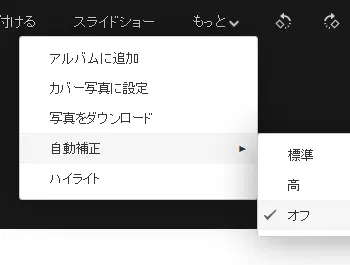 付ける スライドショー もっと
アルバムに追加
カバー写真に設定
写真をダウンロード
自動補正
ハイライト
標準
高
オフ